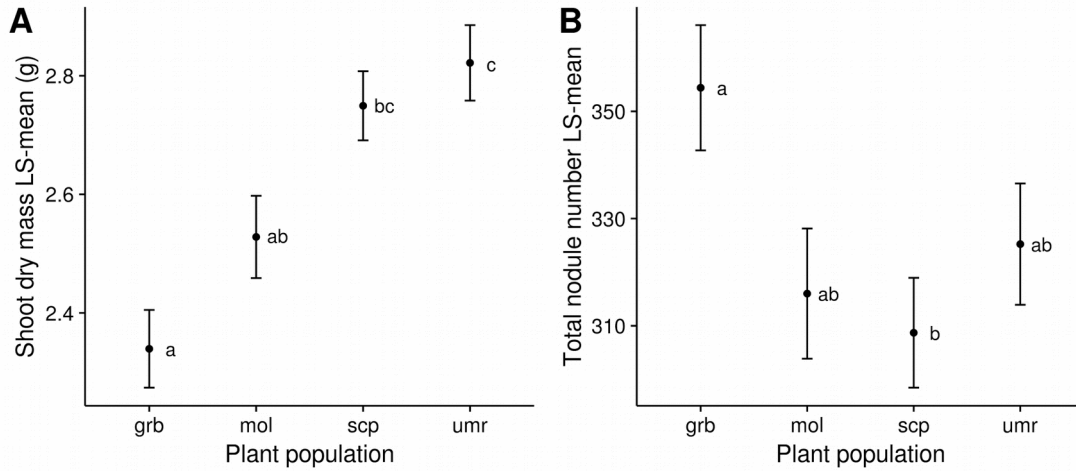 A
Shoot dry mass LS-mean (g)
2.8
2.6
2.4
a
ab
bc
c
grb mol scp umr
Plant population
B
Total nodule number LS-mean
350
330
310
a
ab
b
ab
grb mol scp umr
Plant population